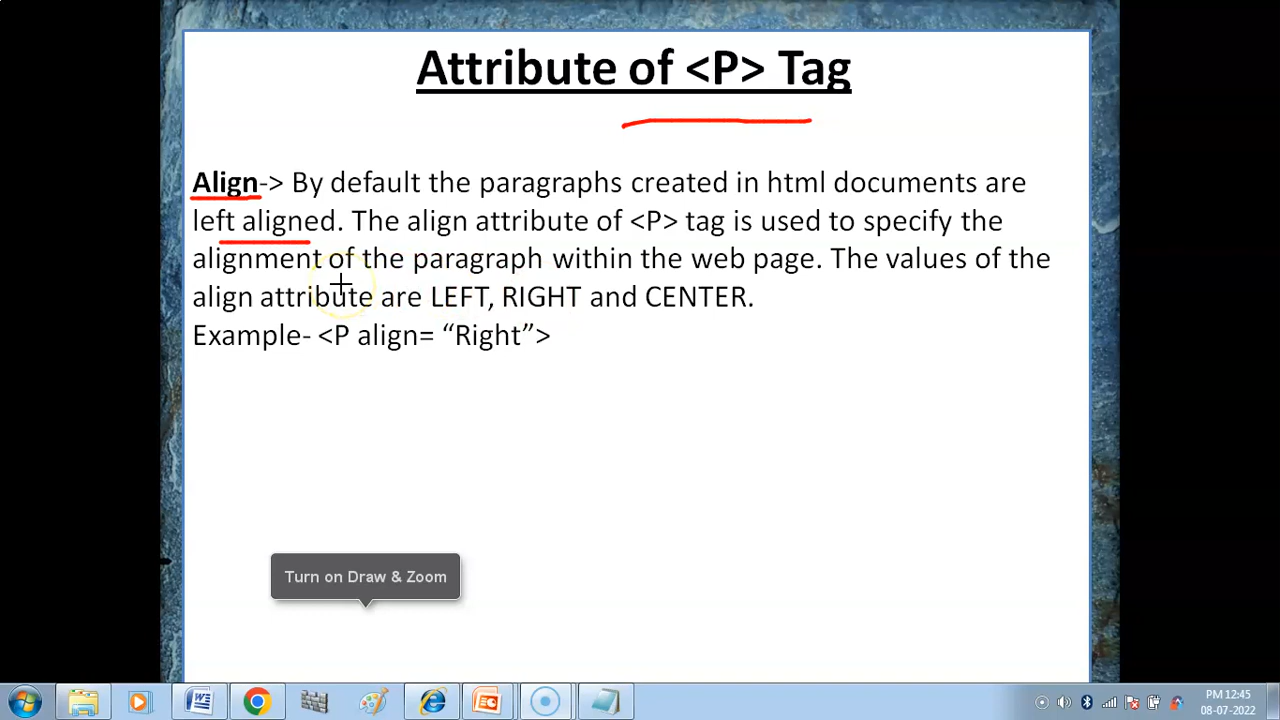 Attribute of <P> Tag
Align-> By default the paragraphs created in html documents are
left aligned. The align attribute of <P> tag is used to specify the
alignment of the paragraph within the web page. The values of the
align attribute are LEFT, RIGHT and CENTER.
Example- <P align= “Right”>
Turn on Draw & Zoom
PM 12:45
08-07-2022